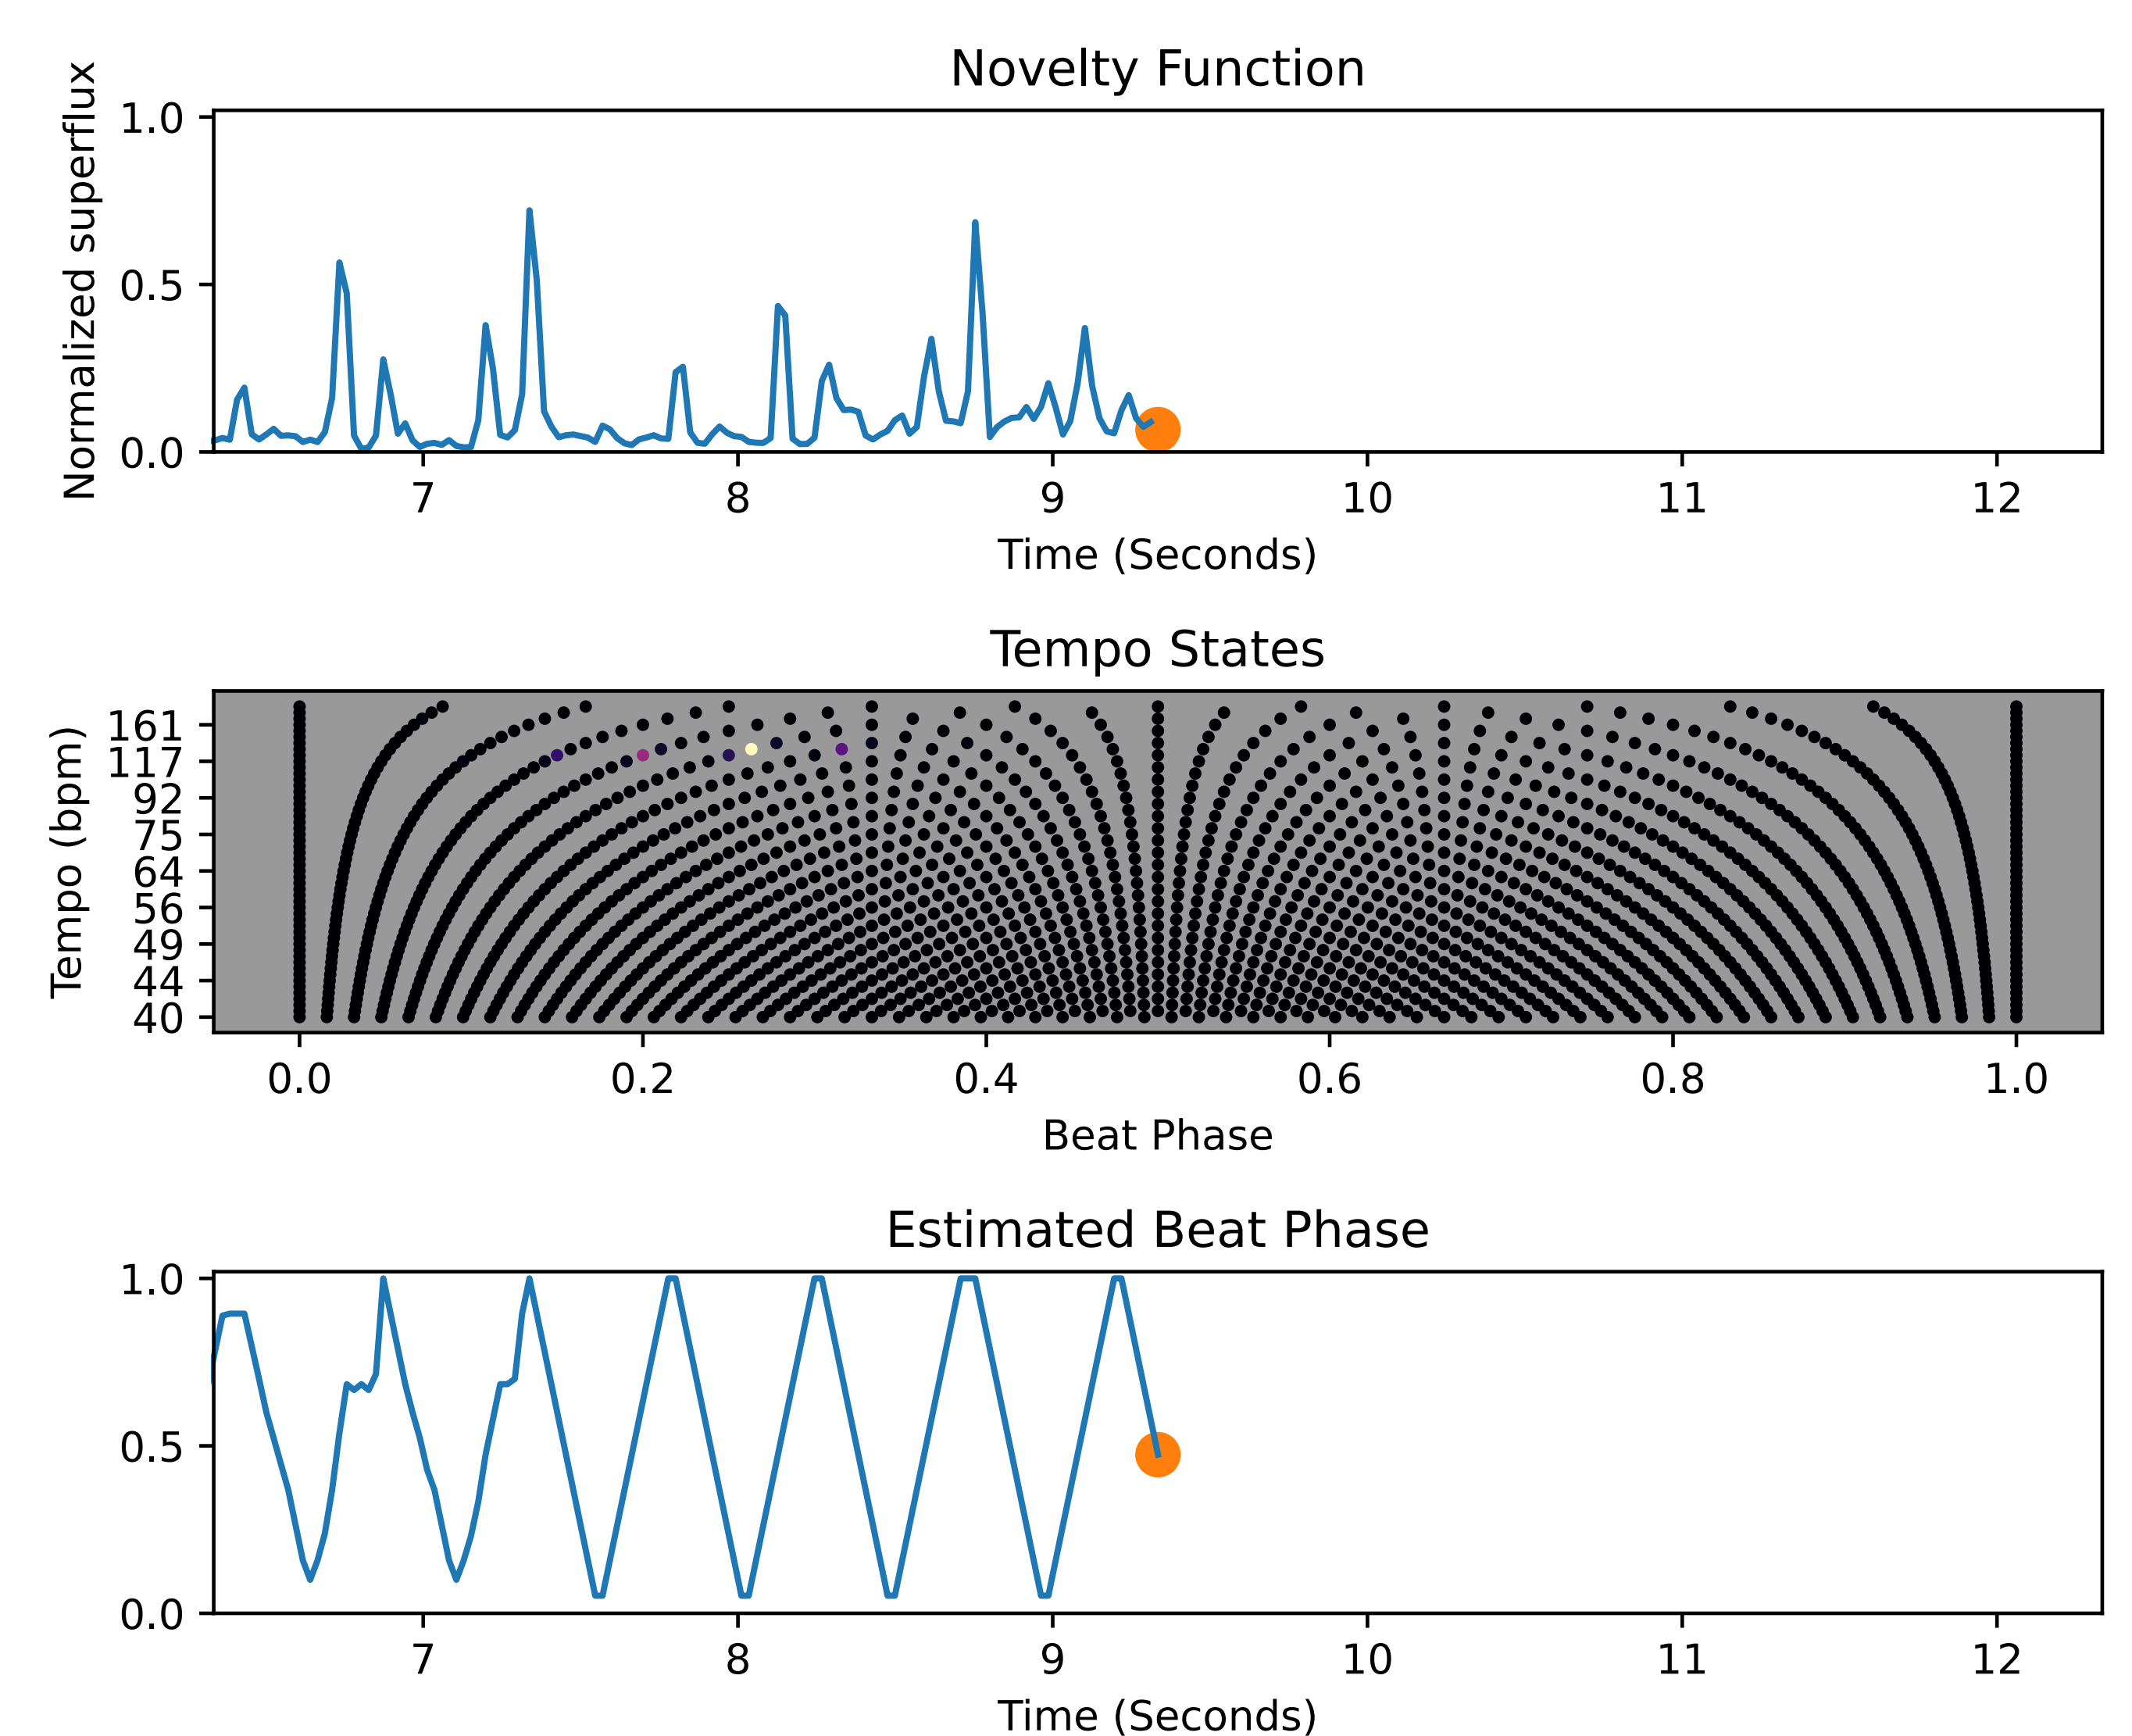 Novelty Function
Normalized superflux
1.0
0.5
0.0
7 8 9 10 11 12
Time (Seconds)
Tempo States
Tempo (bpm)
161
117
92
75
64
56
49
44
40
0.0 0.2 0.4 0.6 0.8 1.0
Beat Phase
Estimated Beat Phase
1.0
0.5
0.0
7 8 9 10 11 12
Time (Seconds)